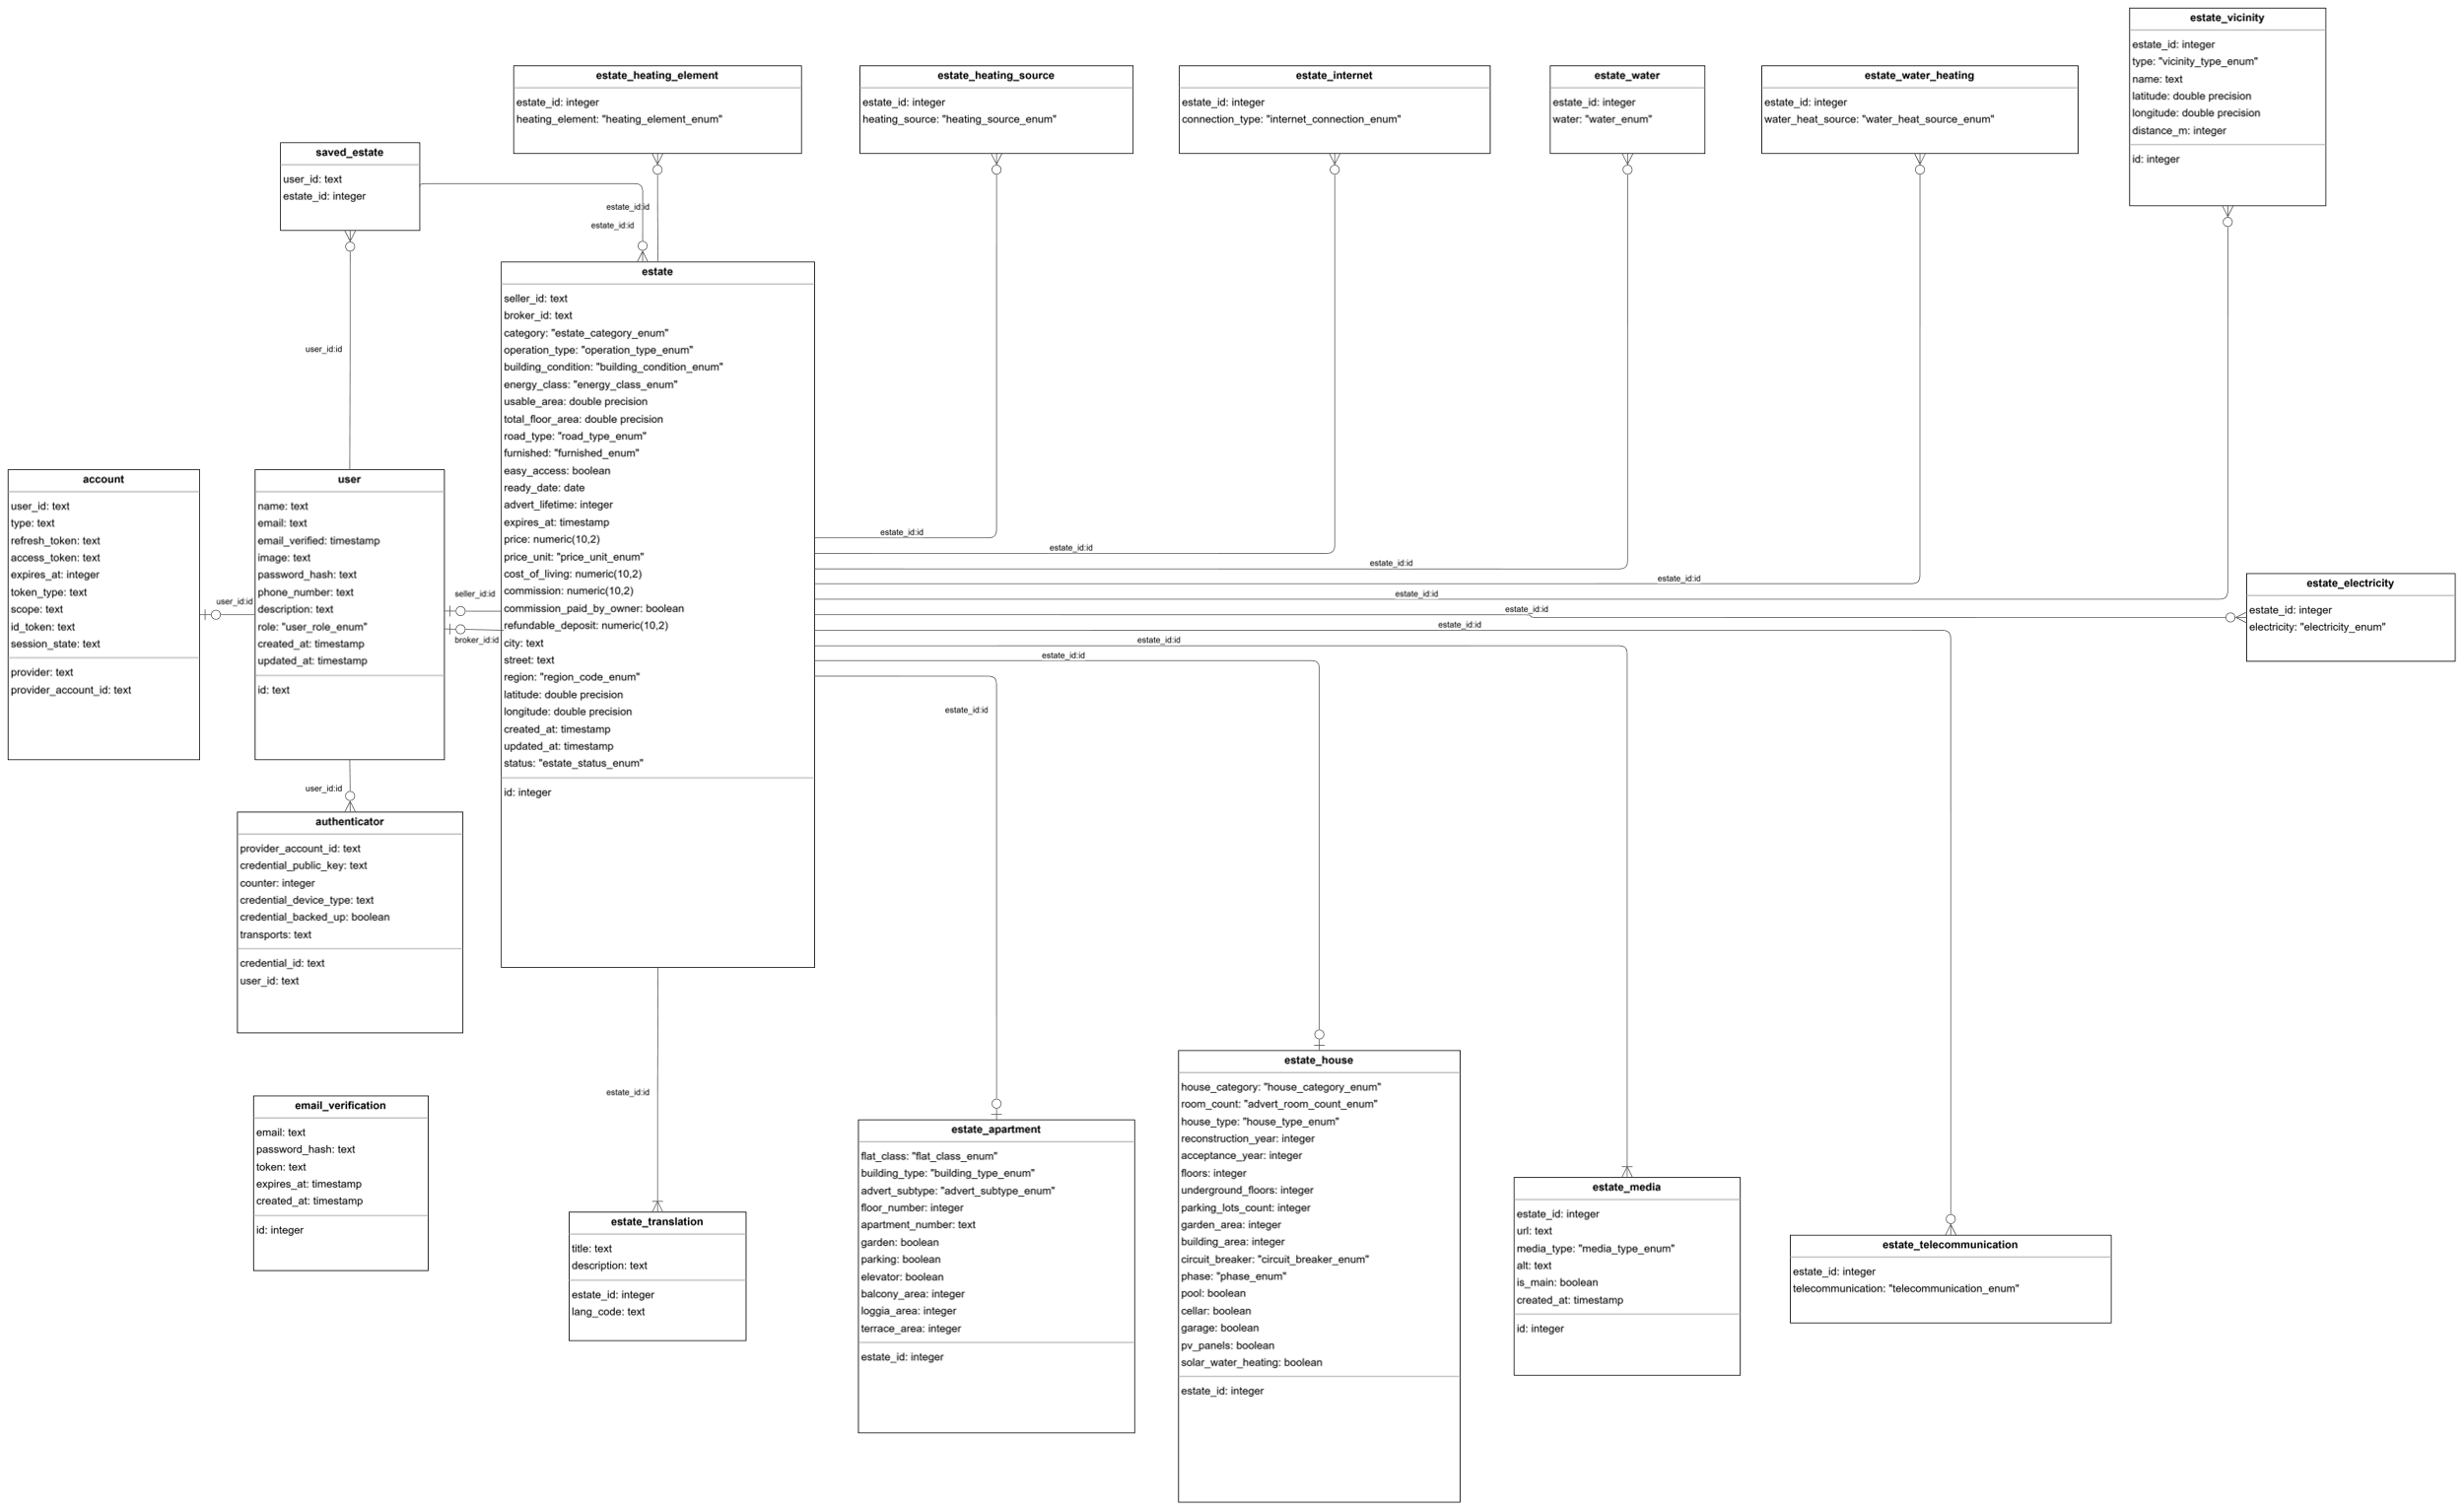 estate_vicinity
estate_id: integer
type: "vicinity_type_enum"
name: text
latitude: double precision
longitude: double precision
distance_m: integer
id: integer
estate_heating_element
estate_id: integer
heating_element: "heating_element_enum"
estate_heating_source
estate_id: integer
heating_source: "heating_source_enum"
estate_internet
estate_id: integer
connection_type: "internet_connection_enum"
estate_water
estate_id: integer
water: "water_enum"
estate_water_heating
estate_id: integer
water_heat_source: "water_heat_source_enum"
saved_estate
user_id: text
estate_id: integer
estate_id:id
estate_id:id
user_id:id
estate
seller_id: text
broker_id: text
category: "estate_category_enum"
operation_type: "operation_type_enum"
building_condition: "building_condition_enum"
energy_class: "energy_class_enum"
usable_area: double precision
total_floor_area: double precision
road_type: "road_type_enum"
furnished: "furnished_enum"
easy_access: boolean
ready_date: date
advert_lifetime: integer
expires_at: timestamp
price: numeric(10,2)
price_unit: "price_unit_enum"
cost_of_living: numeric(10,2)
commission: numeric(10,2)
commission_paid_by_owner: boolean
refundable_deposit: numeric(10,2)
city: text
street: text
region: "region_code_enum"
latitude: double precision
longitude: double precision
created_at: timestamp
updated_at: timestamp
status: "estate_status_enum"
id: integer
account
user_id: text
type: text
refresh_token: text
access_token: text
expires_at: integer
token_type: text
scope: text
id_token: text
session_state: text
provider: text
provider_account_id: text
user_id:id
user
name: text
email: text
email_verified: timestamp
image: text
password_hash: text
phone_number: text
description: text
role: "user_role_enum"
created_at: timestamp
updated_at: timestamp
id: text
seller_id:id
broker_id:id
estate_id:id
estate_id:id
estate_id:id
estate_id:id
estate_id:id
estate_id:id
estate_id:id
estate_id:id
estate_id:id
estate_id:id
estate_electricity
estate_id: integer
electricity: "electricity_enum"
user_id:id
authenticator
provider_account_id: text
credential_public_key: text
counter: integer
credential_device_type: text
credential_backed_up: boolean
transports: text
credential_id: text
user_id: text
email_verification
email: text
password_hash: text
token: text
expires_at: timestamp
created_at: timestamp
id: integer
estate_id:id
estate_translation
title: text
description: text
estate_id: integer
lang_code: text
estate_apartment
flat_class: "flat_class_enum"
building_type: "building_type_enum"
advert_subtype: "advert_subtype_enum"
floor_number: integer
apartment_number: text
garden: boolean
parking: boolean
elevator: boolean
balcony_area: integer
loggia_area: integer
terrace_area: integer
estate_id: integer
estate_house
house_category: "house_category_enum"
room_count: "advert_room_count_enum"
house_type: "house_type_enum"
reconstruction_year: integer
acceptance_year: integer
floors: integer
underground_floors: integer
parking_lots_count: integer
garden_area: integer
building_area: integer
circuit_breaker: "circuit_breaker_enum"
phase: "phase_enum"
pool: boolean
cellar: boolean
garage: boolean
pv_panels: boolean
solar_water_heating: boolean
estate_id: integer
estate_media
estate_id: integer
url: text
media_type: "media_type_enum"
alt: text
is_main: boolean
created_at: timestamp
id: integer
estate_telecommunication
estate_id: integer
telecommunication: "telecommunication_enum"